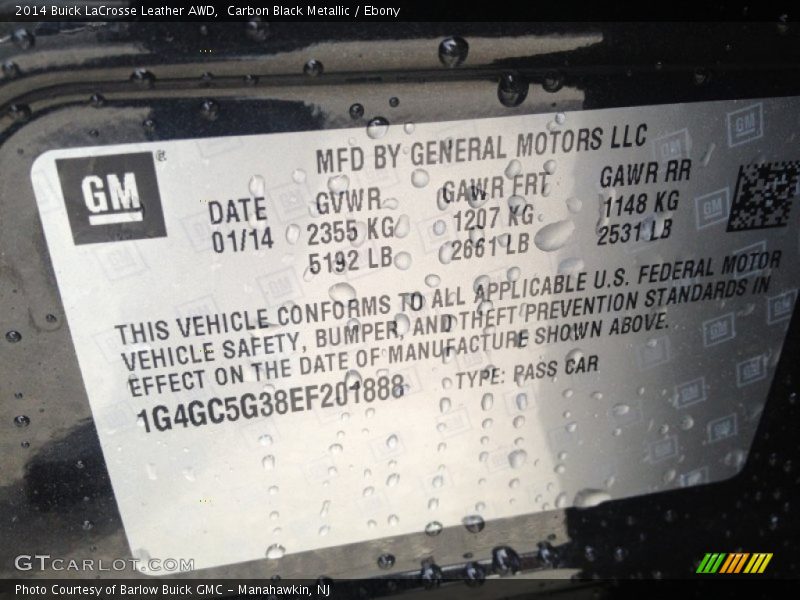 2014 Buick LaCrosse Leather AWD,  Carbon Black Metallic / Ebony
MFD BY GENERAL MOTORS LLC
GM
DATE GVWR GAWR FRT GAWR RR
01/14 2355 KG 1207 KG 1148 KG
5192 LB 2661 LB 2531 LB
THIS VEHICLE CONFORMS TO ALL APPLICABLE U.S. FEDERAL MOTOR
VEHICLE SAFETY, BUMPER, AND THEFT PREVENTION STANDARDS IN
EFFECT ON THE DATE OF MANUFACTURE SHOWN ABOVE.
1G4GC5G38EF201888 TYPE: PASS CAR
GTCARLOT.COM
Photo Courtesy of Barlow Buick GMC – Manahawkin, NJ